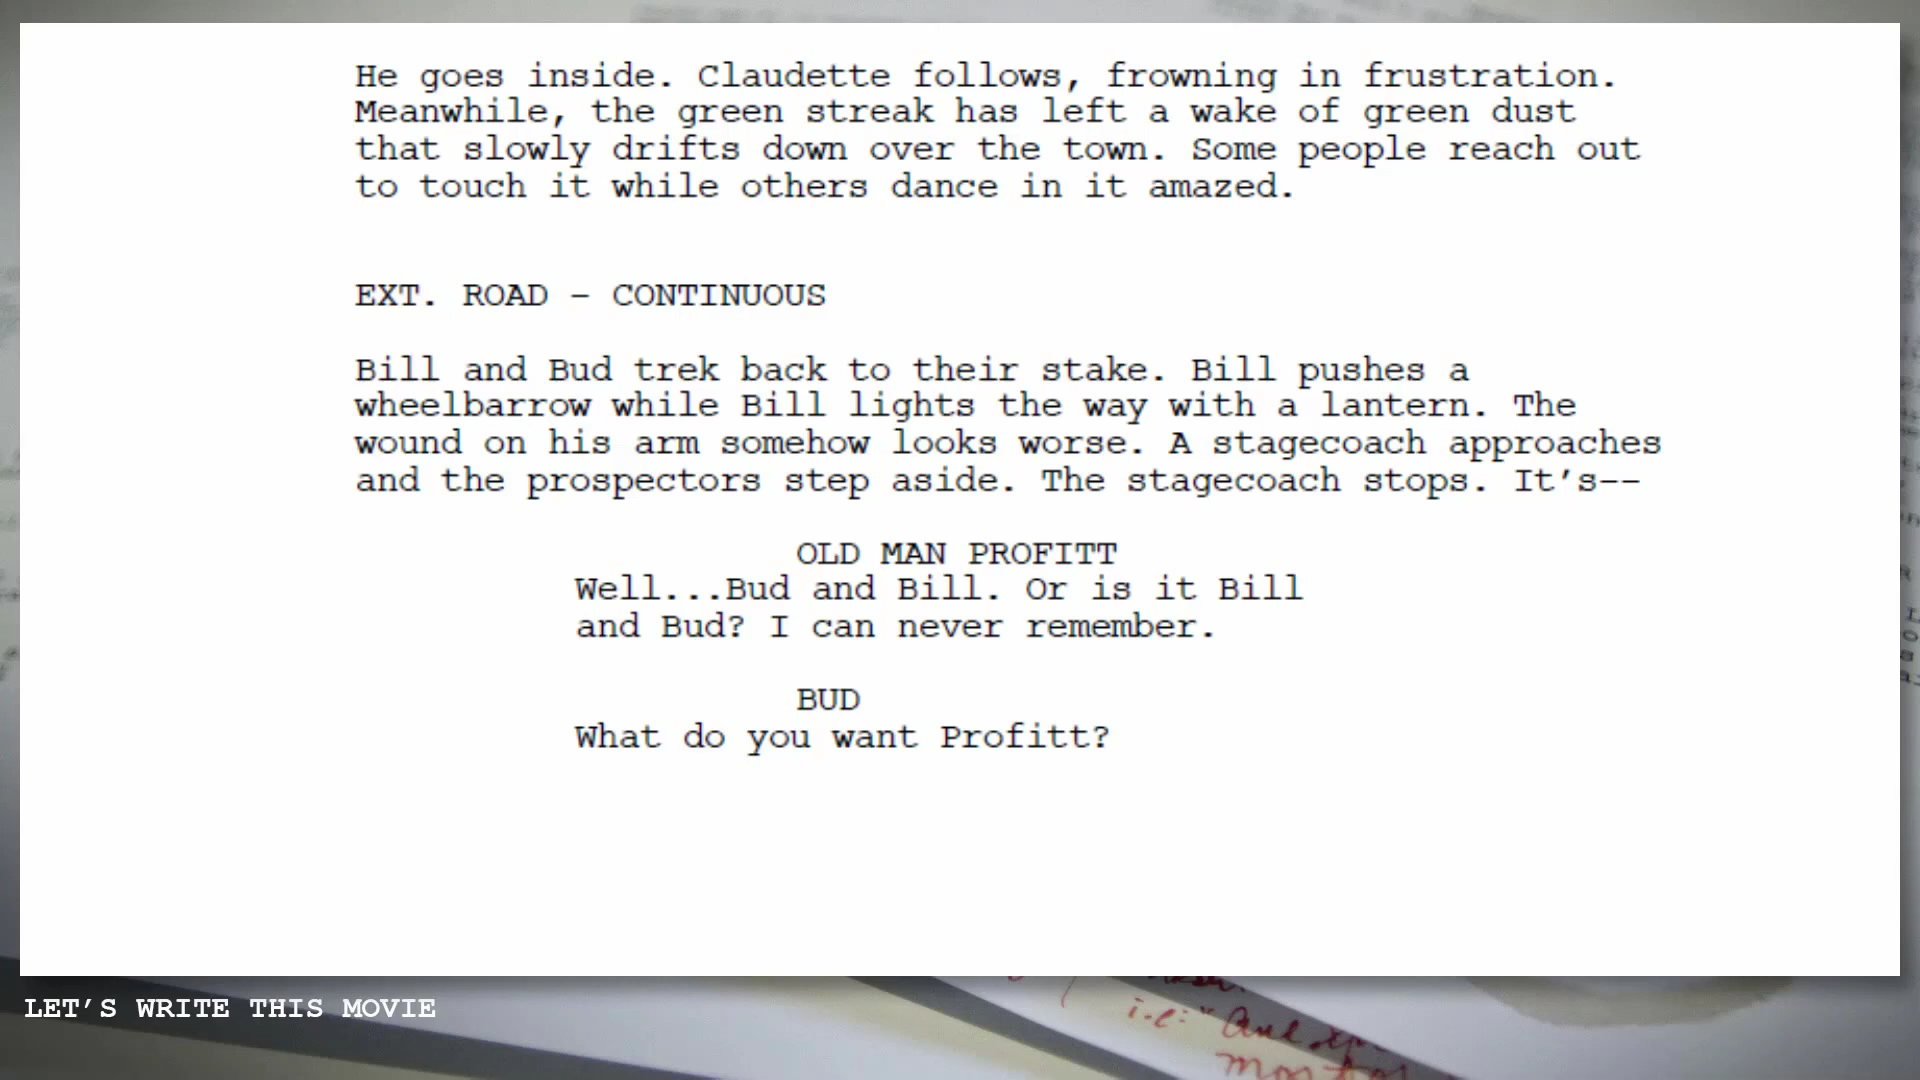 He goes inside. Claudette follows, frowning in frustration.
Meanwhile, the green streak has left a wake of green dust
that slowly drifts down over the town. Some people reach out
to touch it while others dance in it amazed.
EXT. ROAD – CONTINUOUS
Bill and Bud trek back to their stake. Bill pushes a
wheelbarrow while Bill lights the way with a lantern. The
wound on his arm somehow looks worse. A stagecoach approaches
and the prospectors step aside. The stagecoach stops. It’s--
OLD MAN PROFITT
Well...Bud and Bill. Or is it Bill
and Bud? I can never remember.
BUD
What do you want Profitt?
LET’S WRITE THIS MOVIE
i.e:" And